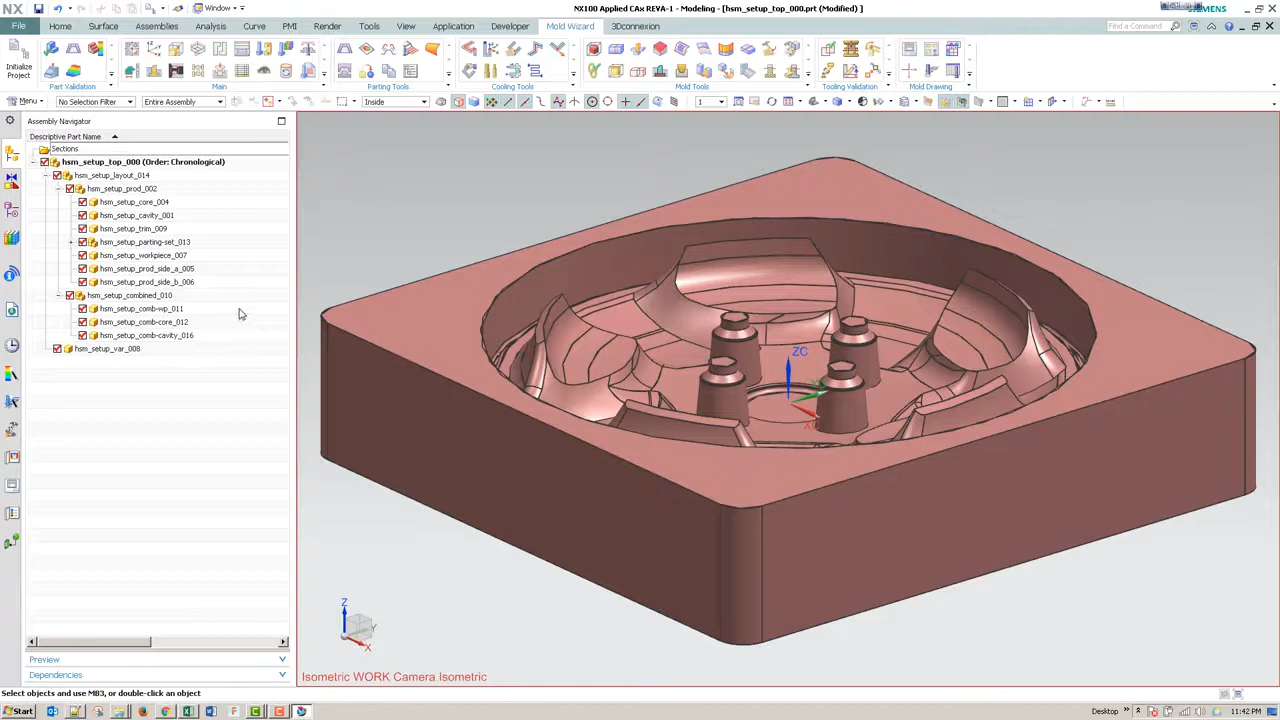 NX
Window
NX100 Applied CAx REVA-1 - Modeling - [hsm_setup_top_000.prt (Modified) ]
SIEMENS
File
Home
Surface
Assemblies
Analysis
Curve
PMI
Render
Tools
View
Application
Developer
Mold Wizard
3Dconnexion
Find a Command
Initialize
Project
Part Validation
Main
Parting Tools
Cooling Tools
Mold Tools
Tooling Validation
Mold Drawing
Menu
No Selection Filter
Entire Assembly
Inside
1
Assembly Navigator
Descriptive Part Name
Sections
hsm_setup_top_000 (Order: Chronological)
hsm_setup_layout_014
hsm_setup_prod_002
hsm_setup_core_004
hsm_setup_cavity_001
hsm_setup_trim_009
hsm_setup_parting-set_013
hsm_setup_workpiece_007
hsm_setup_prod_side_a_005
hsm_setup_prod_side_b_006
hsm_setup_combined_010
hsm_setup_comb-wp_011
hsm_setup_comb-core_012
hsm_setup_comb-cavity_016
hsm_setup_var_008
ZC
Z
Y
X
Isometric WORK Camera Isometric
Preview
Dependencies
Select objects and use MB3, or double-click an object
Start
Desktop
11:42 PM